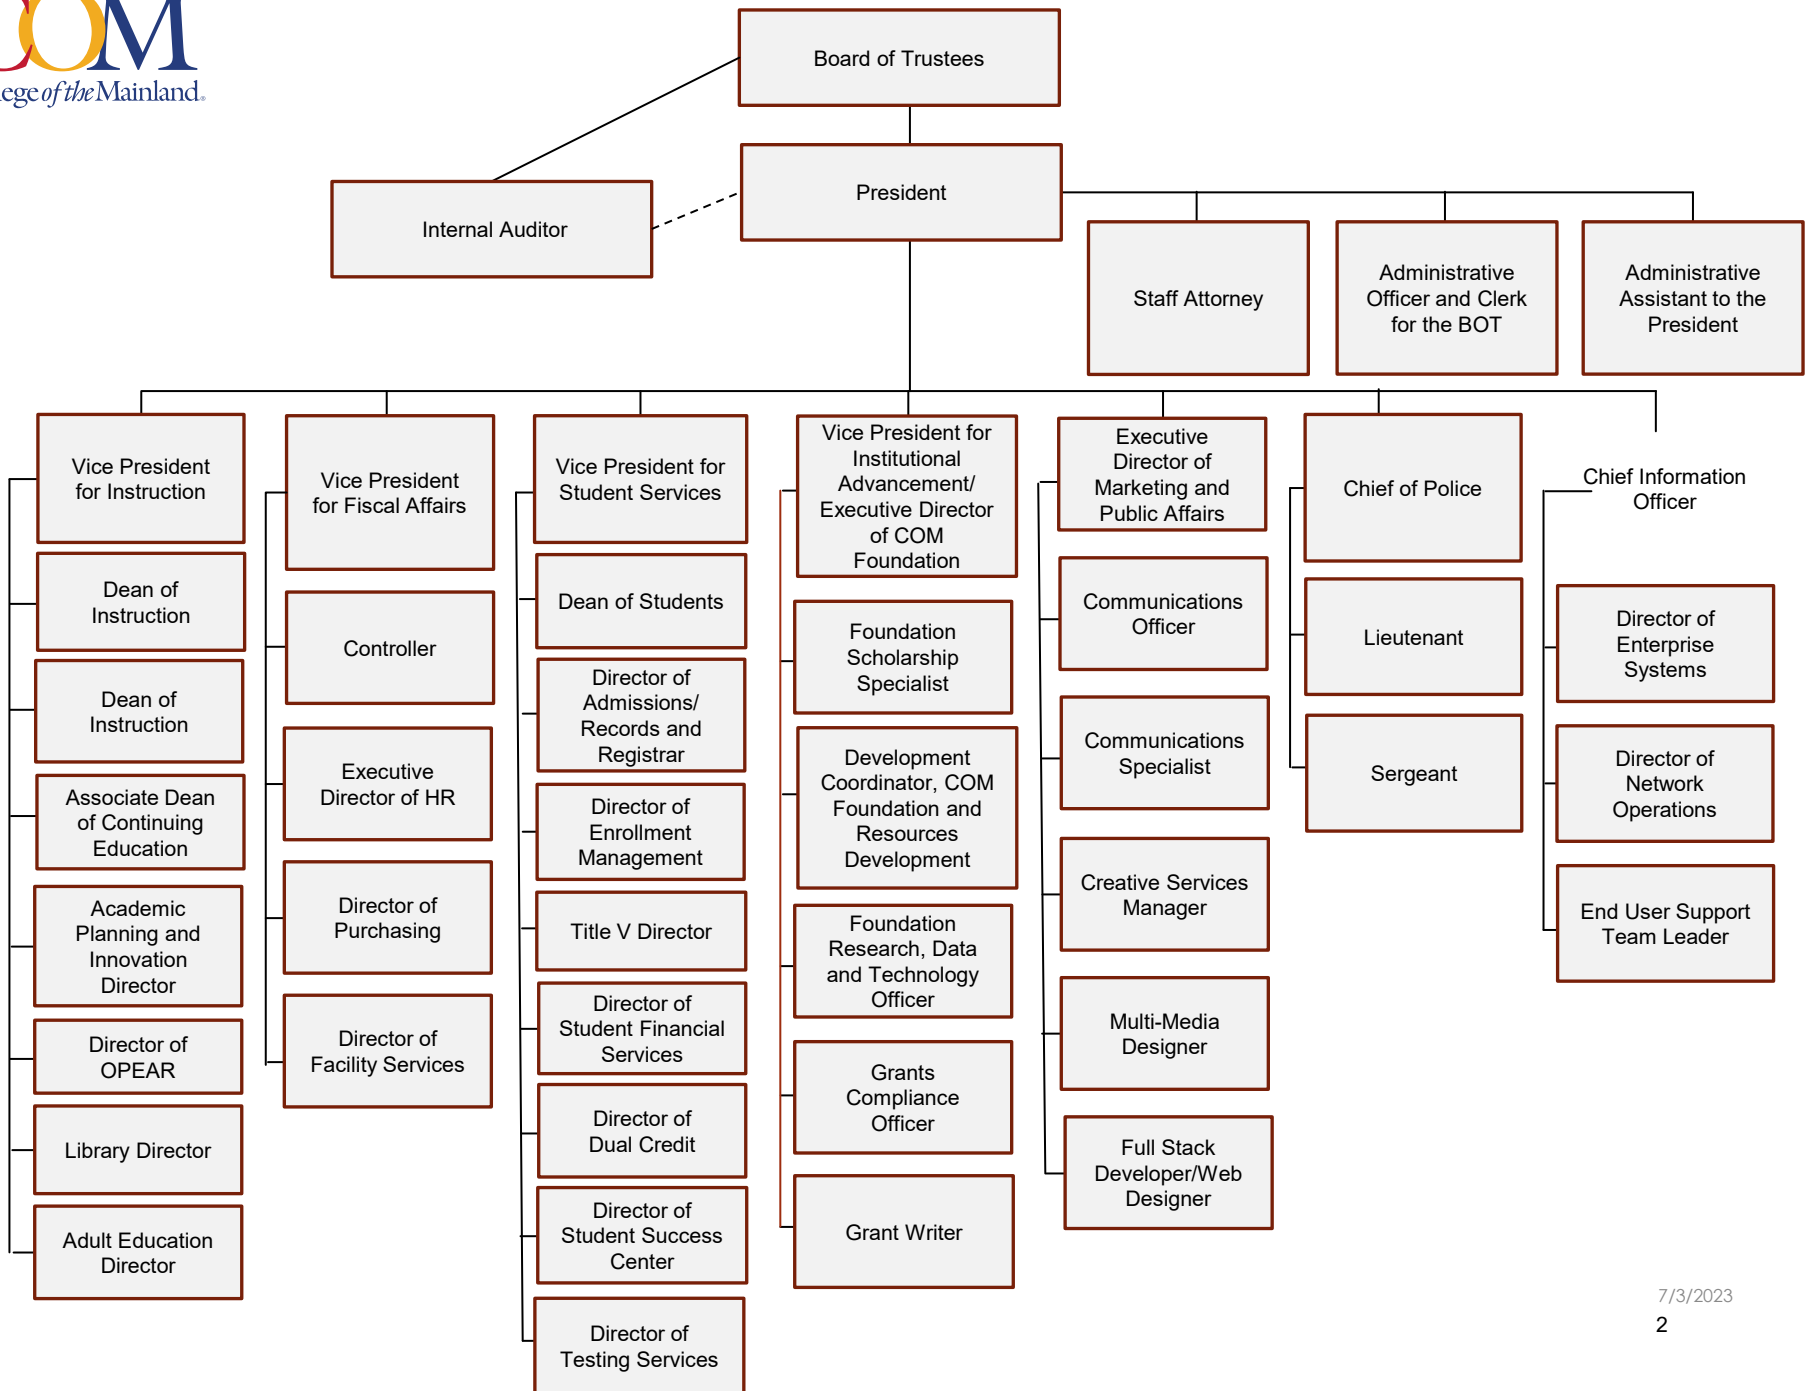 COM
lege of the Mainland®
Board of Trustees
President
Internal Auditor
Staff Attorney
Administrative
Officer and Clerk
for the BOT
Administrative
Assistant to the
President
Vice President
for Instruction
Dean of
Instruction
Dean of
Instruction
Associate Dean
of Continuing
Education
Academic
Planning and
Innovation
Director
Director of
OPEAR
Library Director
Adult Education
Director
Vice President
for Fiscal Affairs
Controller
Executive
Director of HR
Director of
Purchasing
Director of
Facility Services
Vice President for
Student Services
Dean of Students
Director of
Admissions/
Records and
Registrar
Director of
Enrollment
Management
Title V Director
Director of
Student Financial
Services
Director of
Dual Credit
Director of
Student Success
Center
Director of
Testing Services
Vice President for
Institutional
Advancement/
Executive Director
of COM
Foundation
Foundation
Scholarship
Specialist
Development
Coordinator, COM
Foundation and
Resources
Development
Foundation
Research, Data
and Technology
Officer
Grants
Compliance
Officer
Grant Writer
Executive
Director of
Marketing and
Public Affairs
Communications
Officer
Communications
Specialist
Creative Services
Manager
Multi-Media
Designer
Full Stack
Developer/Web
Designer
Chief of Police
Lieutenant
Sergeant
Chief Information
Officer
Director of
Enterprise
Systems
Director of
Network
Operations
End User Support
Team Leader
7/3/2023
2